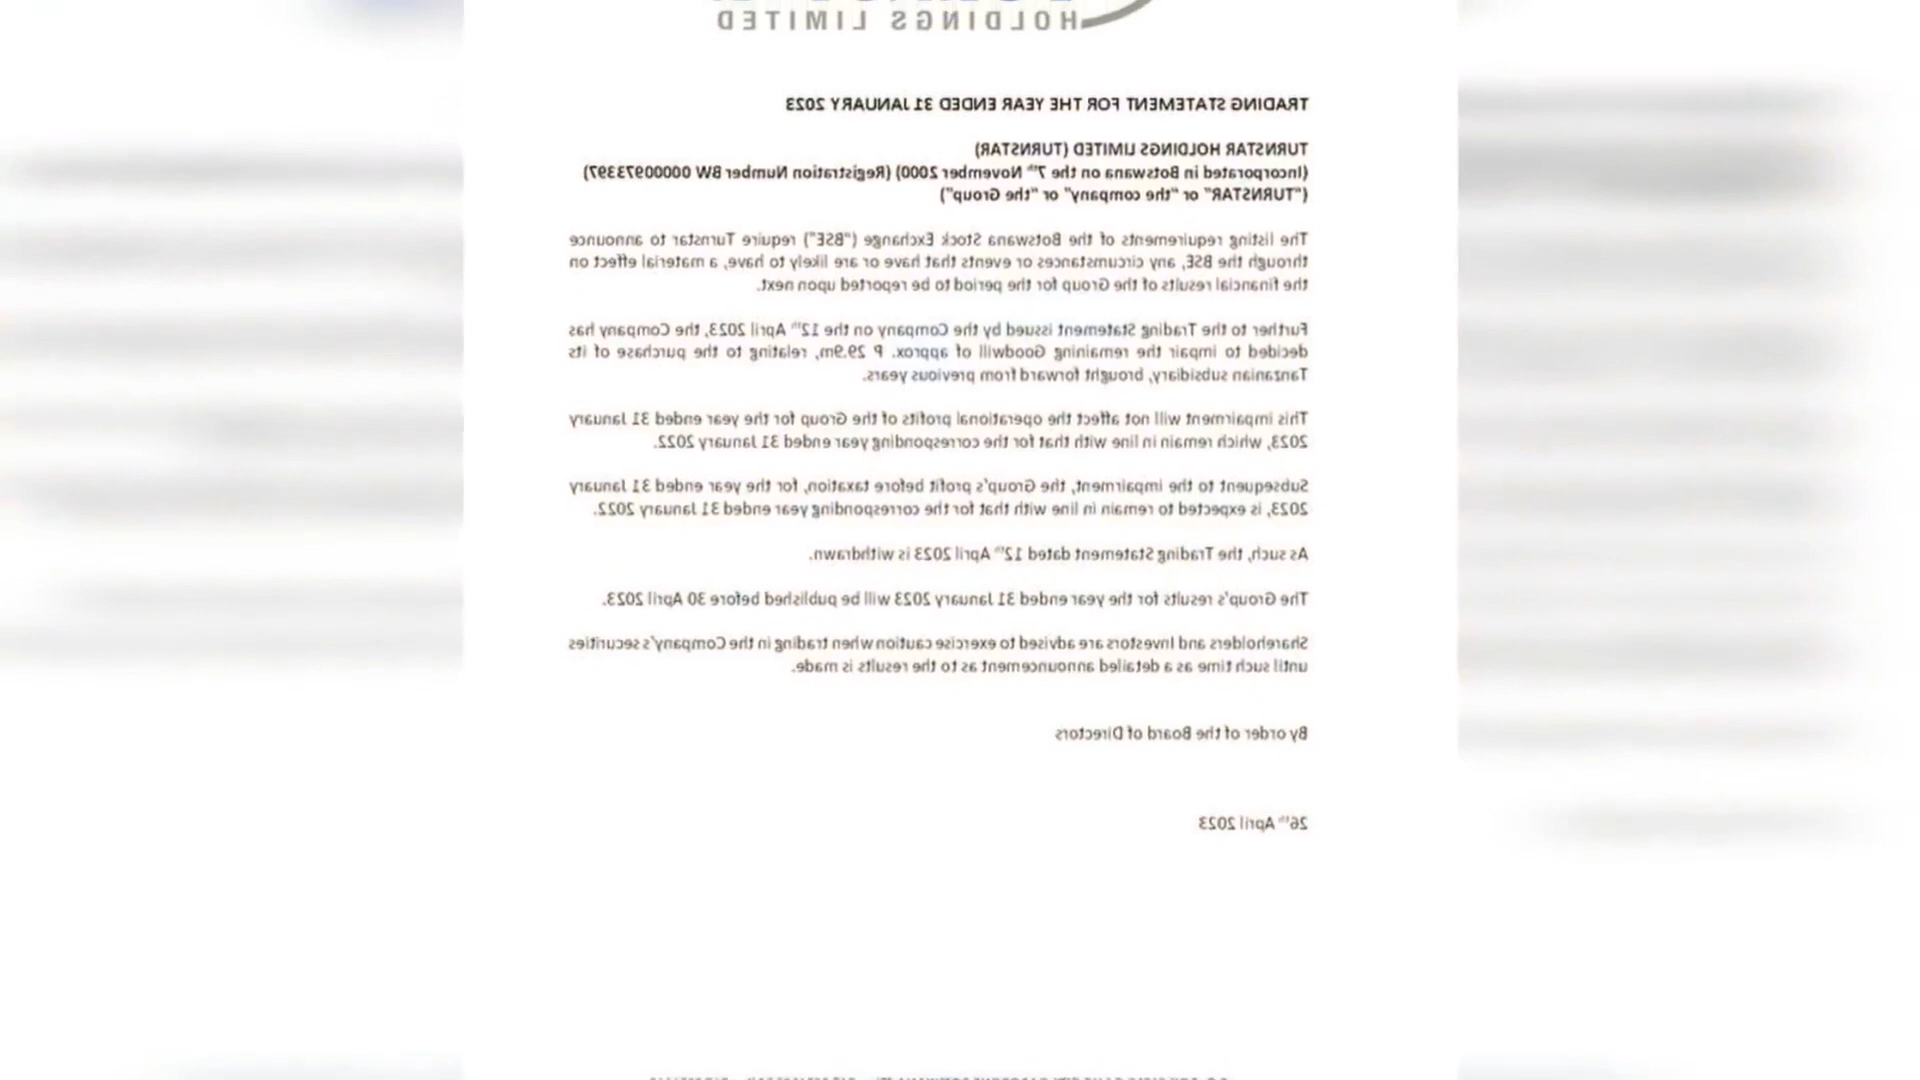 HOLDINGS LIMITED
TRADING STATEMENT FOR THE YEAR ENDED 31 JANUARY 2023
TURNSTAR HOLDINGS LIMITED (TURNSTAR)
(Incorporated in Botswana on the 7th November 2000) (Registration Number BW 00000973397)
("TURNSTAR" or "the company" or "the Group")
The listing requirements of the Botswana Stock Exchange ("BSE") require Turnstar to announce
through the BSE, any circumstances or events that have or are likely to have, a material effect on
the financial results of the Group for the period to be reported upon next.
Further to the Trading Statement issued by the Company on the 12th April 2023, the Company has
decided to impair the remaining Goodwill of approx. P 29.9m, relating to the purchase of its
Tanzanian subsidiary, brought forward from previous years.
This impairment will not affect the operational profits of the Group for the year ended 31 January
2023, which remain in line with that for the corresponding year ended 31 January 2022.
Subsequent to the impairment, the Group's profit before taxation, for the year ended 31 January
2023, is expected to remain in line with that for the corresponding year ended 31 January 2022.
As such, the Trading Statement dated 12th April 2023 is withdrawn.
The Group's results for the year ended 31 January 2023 will be published before 30 April 2023.
Shareholders and Investors are advised to exercise caution when trading in the Company's securities
until such time as a detailed announcement as to the results is made.
By order of the Board of Directors
26th April 2023